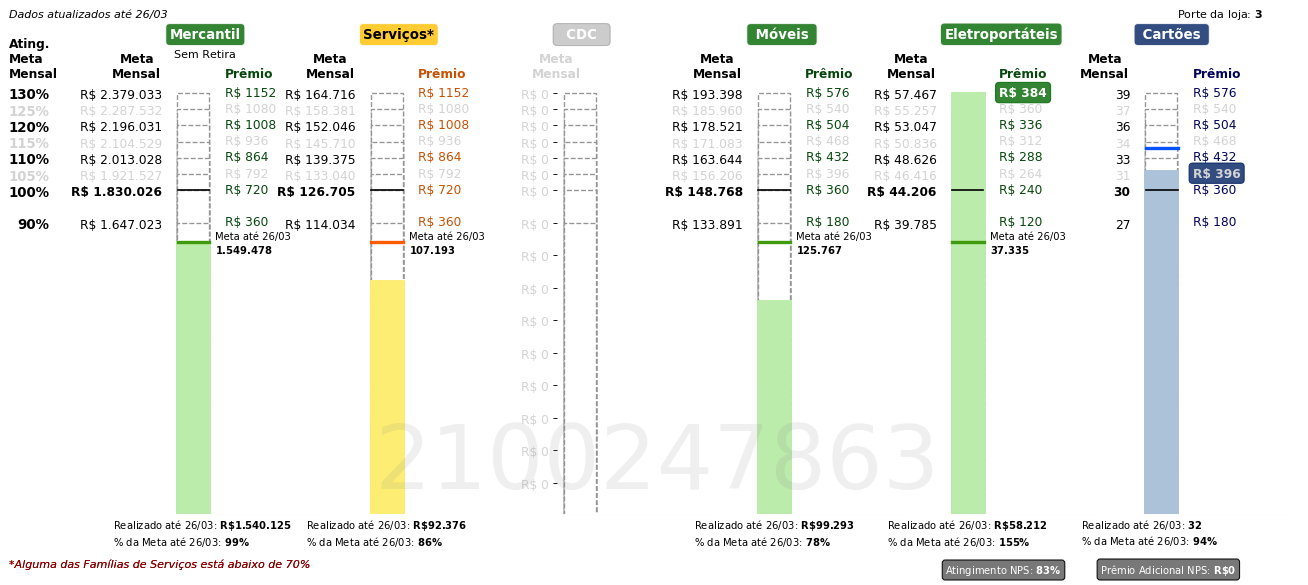 Dados atualizados até 26/03
Porte da loja: 3
Mercantil Serviços* CDC Móveis Eletroportáteis Cartões
Sem Retira
Ating. Meta Mensal
Meta Mensal Prêmio Meta Mensal Prêmio Meta Mensal Meta Mensal Prêmio Meta Mensal Prêmio Meta Mensal Prêmio
130% R$ 2.379.033 R$ 1152 R$ 164.716 R$ 1152 R$ 0 R$ 193.398 R$ 576 R$ 57.467 R$ 384 39 R$ 576
125% R$ 2.287.532 R$ 1080 R$ 158.381 R$ 1080 R$ 0 R$ 185.960 R$ 540 R$ 55.257 R$ 360 37 R$ 540
120% R$ 2.196.031 R$ 1008 R$ 152.046 R$ 1008 R$ 0 R$ 178.521 R$ 504 R$ 53.047 R$ 336 36 R$ 504
115% R$ 2.104.529 R$ 936 R$ 145.710 R$ 936 R$ 0 R$ 171.083 R$ 468 R$ 50.836 R$ 312 34 R$ 468
110% R$ 2.013.028 R$ 864 R$ 139.375 R$ 864 R$ 0 R$ 163.644 R$ 432 R$ 48.626 R$ 288 33 R$ 432
105% R$ 1.921.527 R$ 792 R$ 133.040 R$ 792 R$ 0 R$ 156.206 R$ 396 R$ 46.416 R$ 264 31 R$ 396
100% R$ 1.830.026 R$ 720 R$ 126.705 R$ 720 R$ 0 R$ 148.768 R$ 360 R$ 44.206 R$ 240 30 R$ 360
90% R$ 1.647.023 R$ 360 R$ 114.034 R$ 360 R$ 0 R$ 133.891 R$ 180 R$ 39.785 R$ 120 27 R$ 180
Meta até 26/03 Meta até 26/03 Meta até 26/03 Meta até 26/03
1.549.478 107.193 125.767 37.335
R$ 0
R$ 0
R$ 0
R$ 0
R$ 0
R$ 0
R$ 0
R$ 0
2100247863
Realizado até 26/03: R$1.540.125 Realizado até 26/03: R$92.376 Realizado até 26/03: R$99.293 Realizado até 26/03: R$58.212 Realizado até 26/03: 32
% da Meta até 26/03: 99% % da Meta até 26/03: 86% % da Meta até 26/03: 78% % da Meta até 26/03: 155% % da Meta até 26/03: 94%
*Alguma das Famílias de Serviços está abaixo de 70%
Atingimento NPS: 83% Prêmio Adicional NPS: R$0